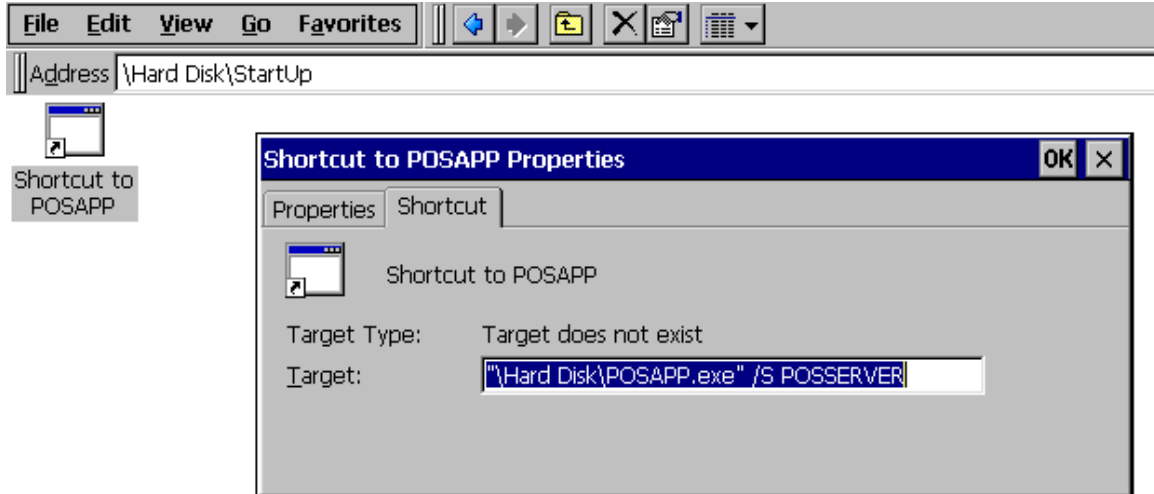 File Edit View Go Favorites
Address \Hard Disk\StartUp
Shortcut to
POSAPP
Shortcut to POSAPP Properties OK ×
Properties Shortcut
Shortcut to POSAPP
Target Type: Target does not exist
Target: "\Hard Disk\POSAPP.exe" /S POSSERVER